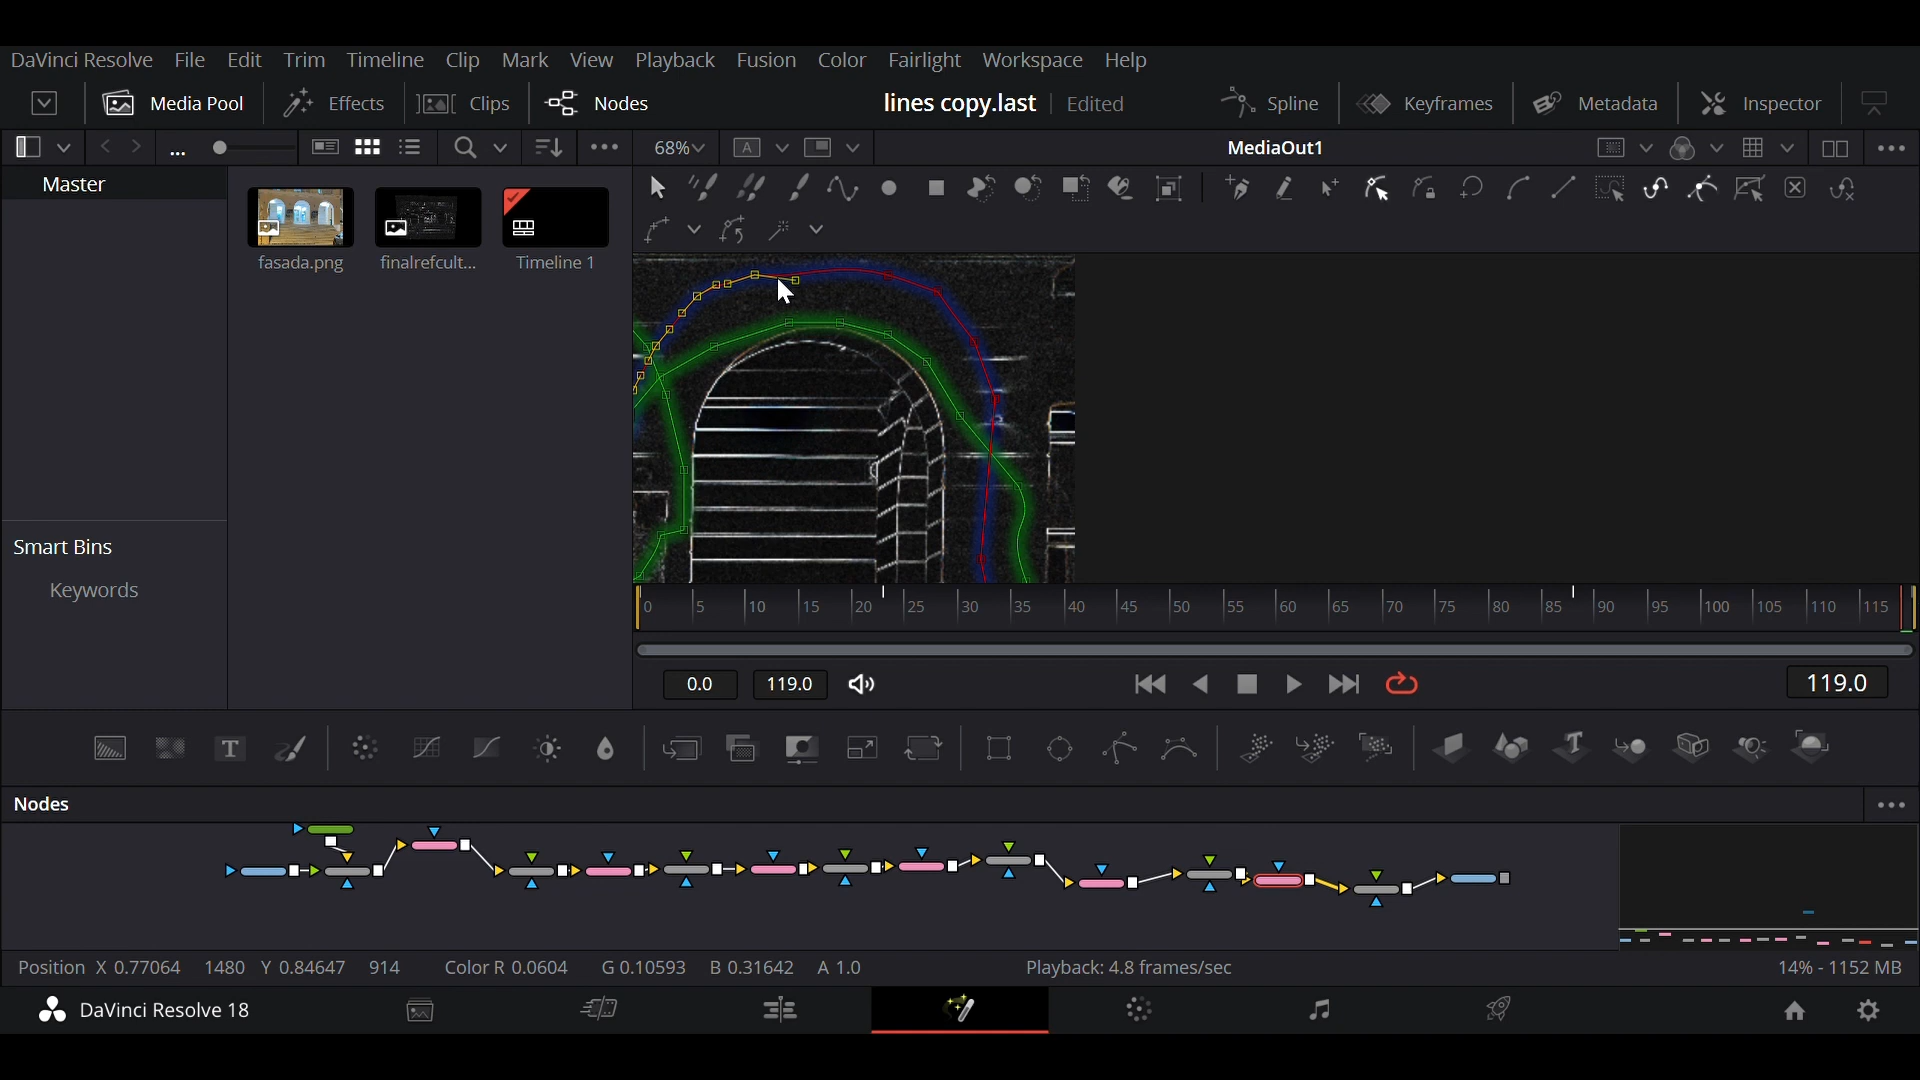 DaVinci Resolve File Edit Trim Timeline Clip Mark View Playback Fusion Color Fairlight Workspace Help
Media Pool Effects Clips Nodes lines copy.last Edited Spline Keyframes Metadata Inspector
... 68% A MediaOut1
Master
fasada.png finalrefcult... Timeline 1
Smart Bins
Keywords
0 5 10 15 20 25 30 35 40 45 50 55 60 65 70 75 80 85 90 95 100 105 110 115
0.0 119.0 119.0
T T
Nodes
Position X 0.77064 1480 Y 0.84647 914 Color R 0.0604 G 0.10593 B 0.31642 A 1.0 Playback: 4.8 frames/sec 14% - 1152 MB
DaVinci Resolve 18